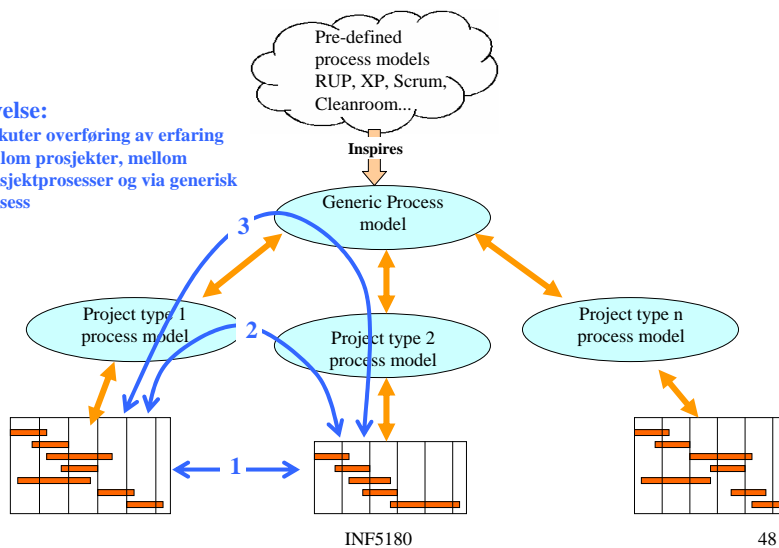 Pre-defined
process models
RUP, XP, Scrum,
Cleanroom...
Inspires
velse:
kuter overføring av erfaring
lom prosjekter, mellom
sjektprosesser og via generisk
sess
Generic Process
model
3
Project type 1
process model
2
Project type 2
process model
Project type n
process model
1
INF5180
48